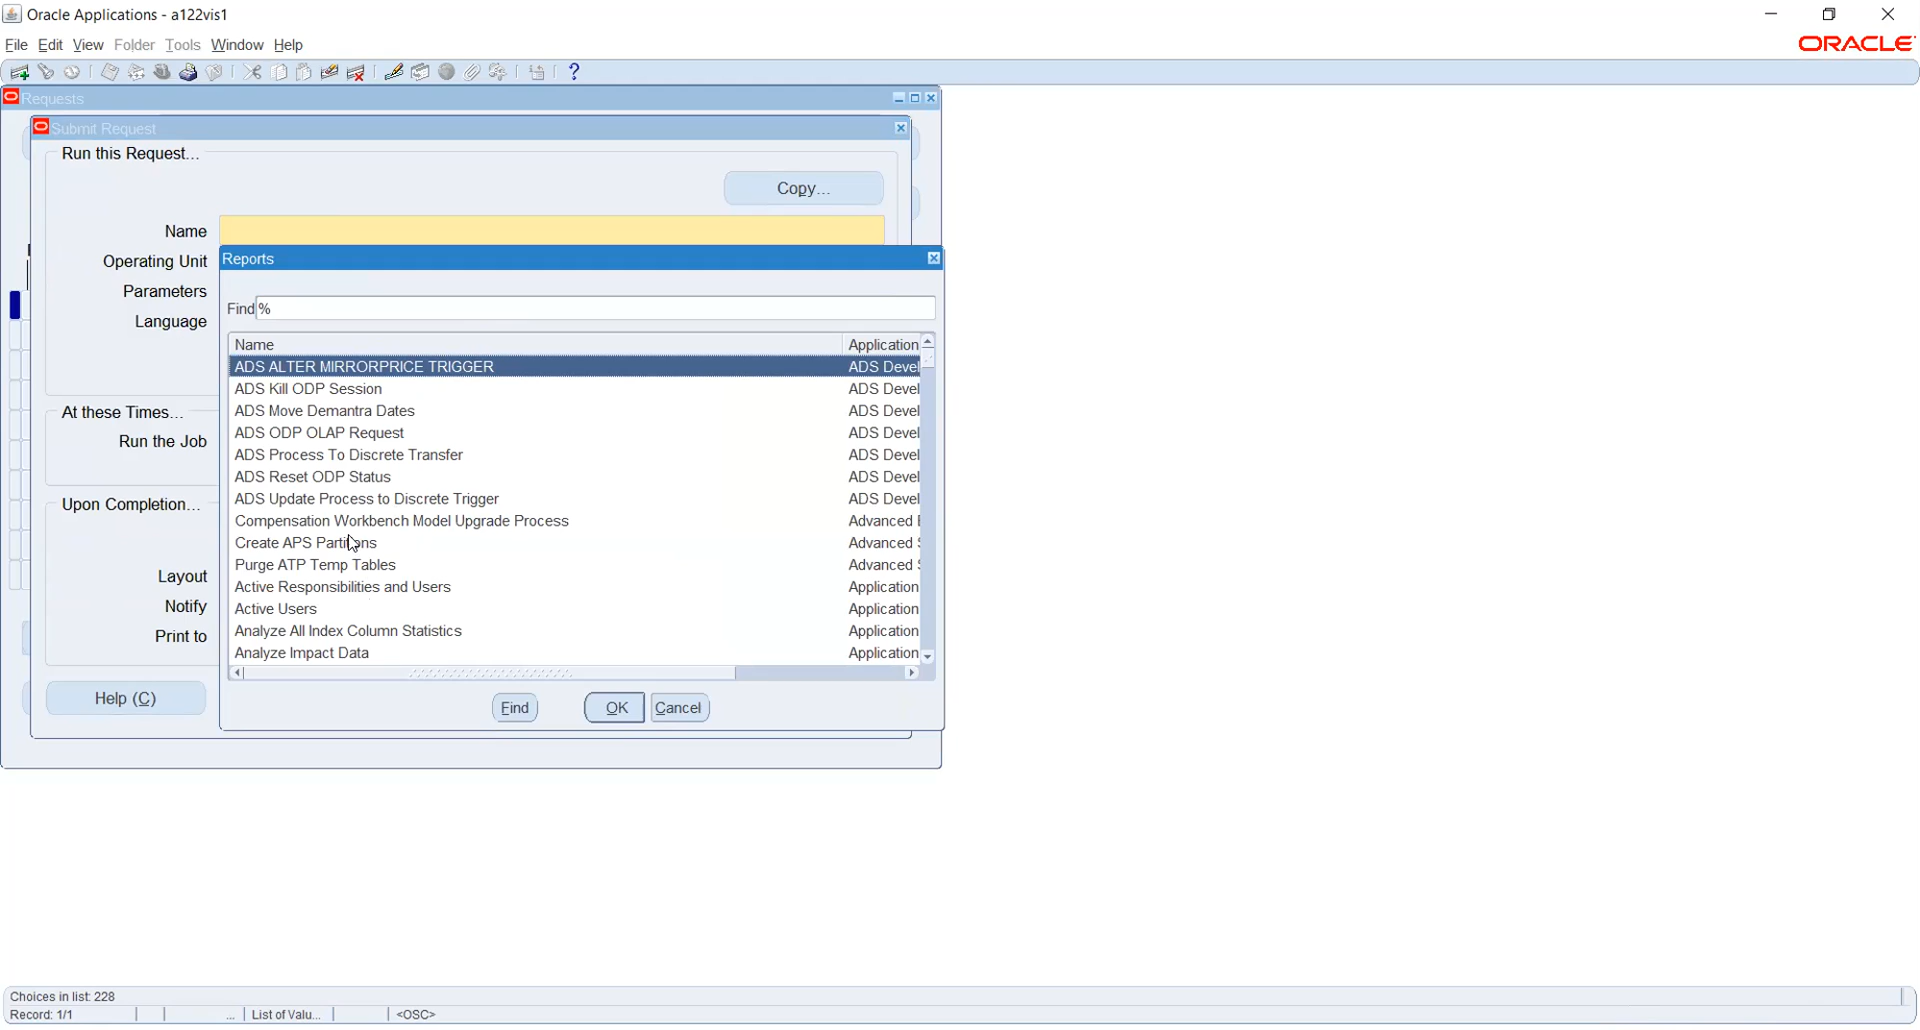 Oracle Applications - a122vis1
File Edit View Folder Tools Window Help
ORACLE
Requests
Submit Request
Run this Request...
Copy...
Name
Operating Unit
Parameters
Language
At these Times...
Run the Job
Upon Completion...
Layout
Notify
Print to
Help (C)
Reports
Find %
Name Application
ADS ALTER MIRRORPRICE TRIGGER ADS Devel
ADS Kill ODP Session ADS Devel
ADS Move Demantra Dates ADS Devel
ADS ODP OLAP Request ADS Devel
ADS Process To Discrete Transfer ADS Devel
ADS Reset ODP Status ADS Devel
ADS Update Process to Discrete Trigger ADS Devel
Compensation Workbench Model Upgrade Process Advanced
Create APS Partitions Advanced
Purge ATP Temp Tables Advanced
Active Responsibilities and Users Application
Active Users Application
Analyze All Index Column Statistics Application
Analyze Impact Data Application
Find OK Cancel
Choices in list: 228
Record: 1/1 ... List of Valu... <OSC>